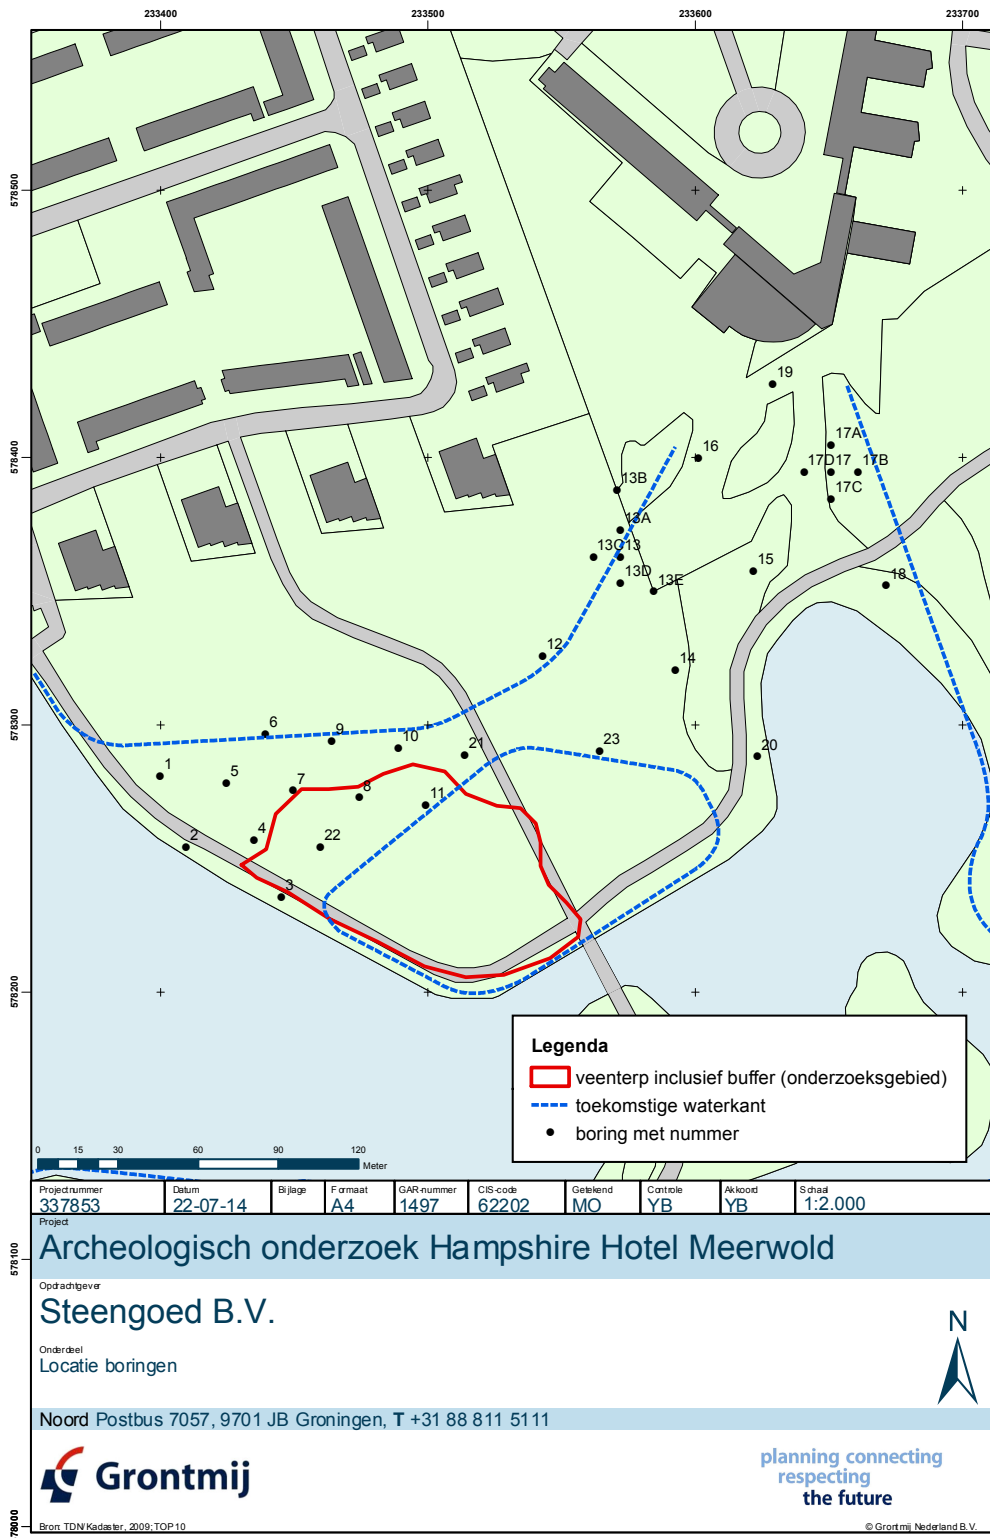 233400 233500 233600 233700
578500
578400
578300
578200
578100
78000
19
17A
16
17D17 17B
13B
17C
13A
13C13
15
13D
13E
18
12
14
6
9
10
21
23
20
1
5
7
8
11
4
22
2
3
Legenda
veenterp inclusief buffer (onderzoeksgebied)
toekomstige waterkant
boring met nummer
0 15 30 60 90 120
Meter
Projectnummer Datum Bijlage Formaat GAR-nummer CIS-code Getekend Controle Akkoord Schaal
337853 22-07-14 A4 1497 62202 MO YB YB 1:2.000
Project
Archeologisch onderzoek Hampshire Hotel Meerwold
Opdrachtgever
Steengoed B.V.
N
Onderdeel
Locatie boringen
Noord Postbus 7057, 9701 JB Groningen, T +31 88 811 5111
Grontmij
planning connecting
respecting
the future
Bron: TDN/Kadaster, 2009; TOP10
© Grontmij Nederland B.V.